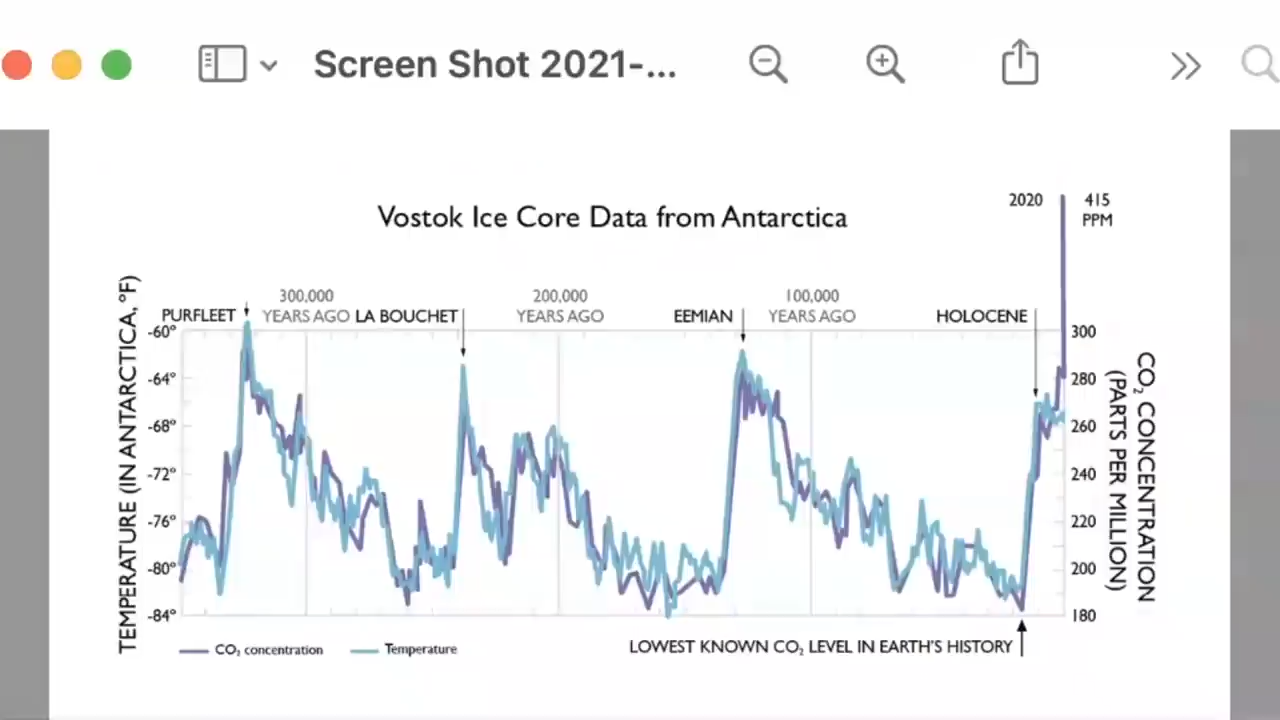 Screen Shot 2021-...
Vostok Ice Core Data from Antarctica
2020
415
PPM
300,000
YEARS AGO
200,000
YEARS AGO
100,000
YEARS AGO
PURFLEET
LA BOUCHET
EEMIAN
HOLOCENE
TEMPERATURE (IN ANTARCTICA, °F)
-60°
-64°
-68°
-72°
-76°
-80°
-84°
300
280
260
240
220
200
180
CO₂ CONCENTRATION
(PARTS PER MILLION)
CO₂ concentration
Temperature
LOWEST KNOWN CO₂ LEVEL IN EARTH'S HISTORY